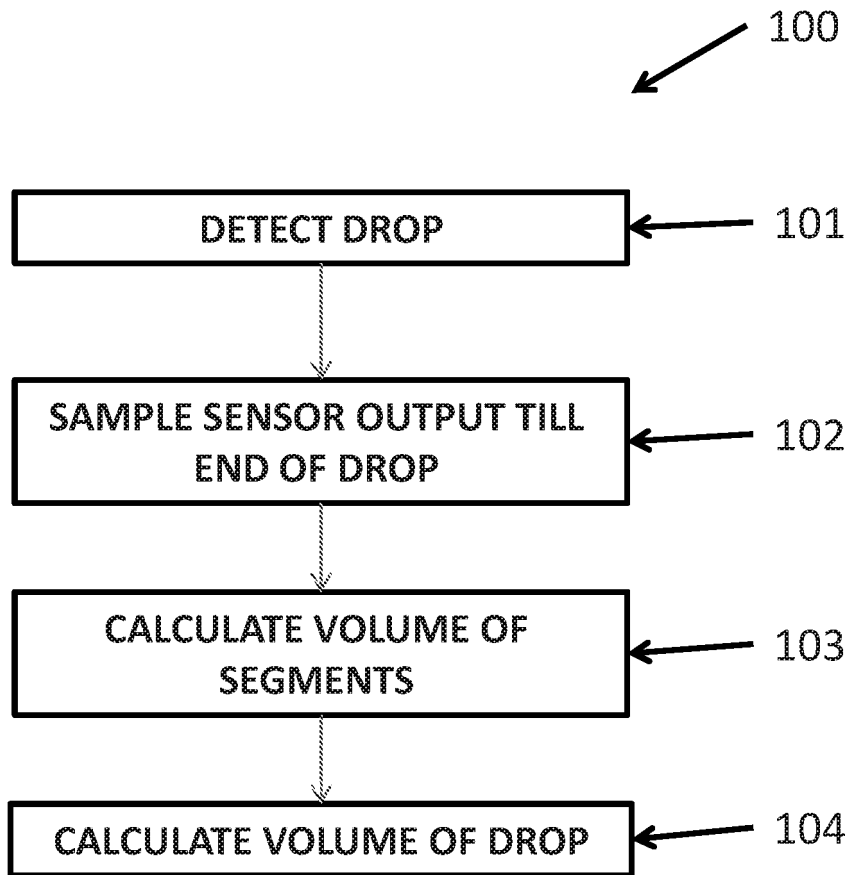 100
DETECT DROP
101
SAMPLE SENSOR OUTPUT TILL
END OF DROP
102
CALCULATE VOLUME OF
SEGMENTS
103
CALCULATE VOLUME OF DROP
104